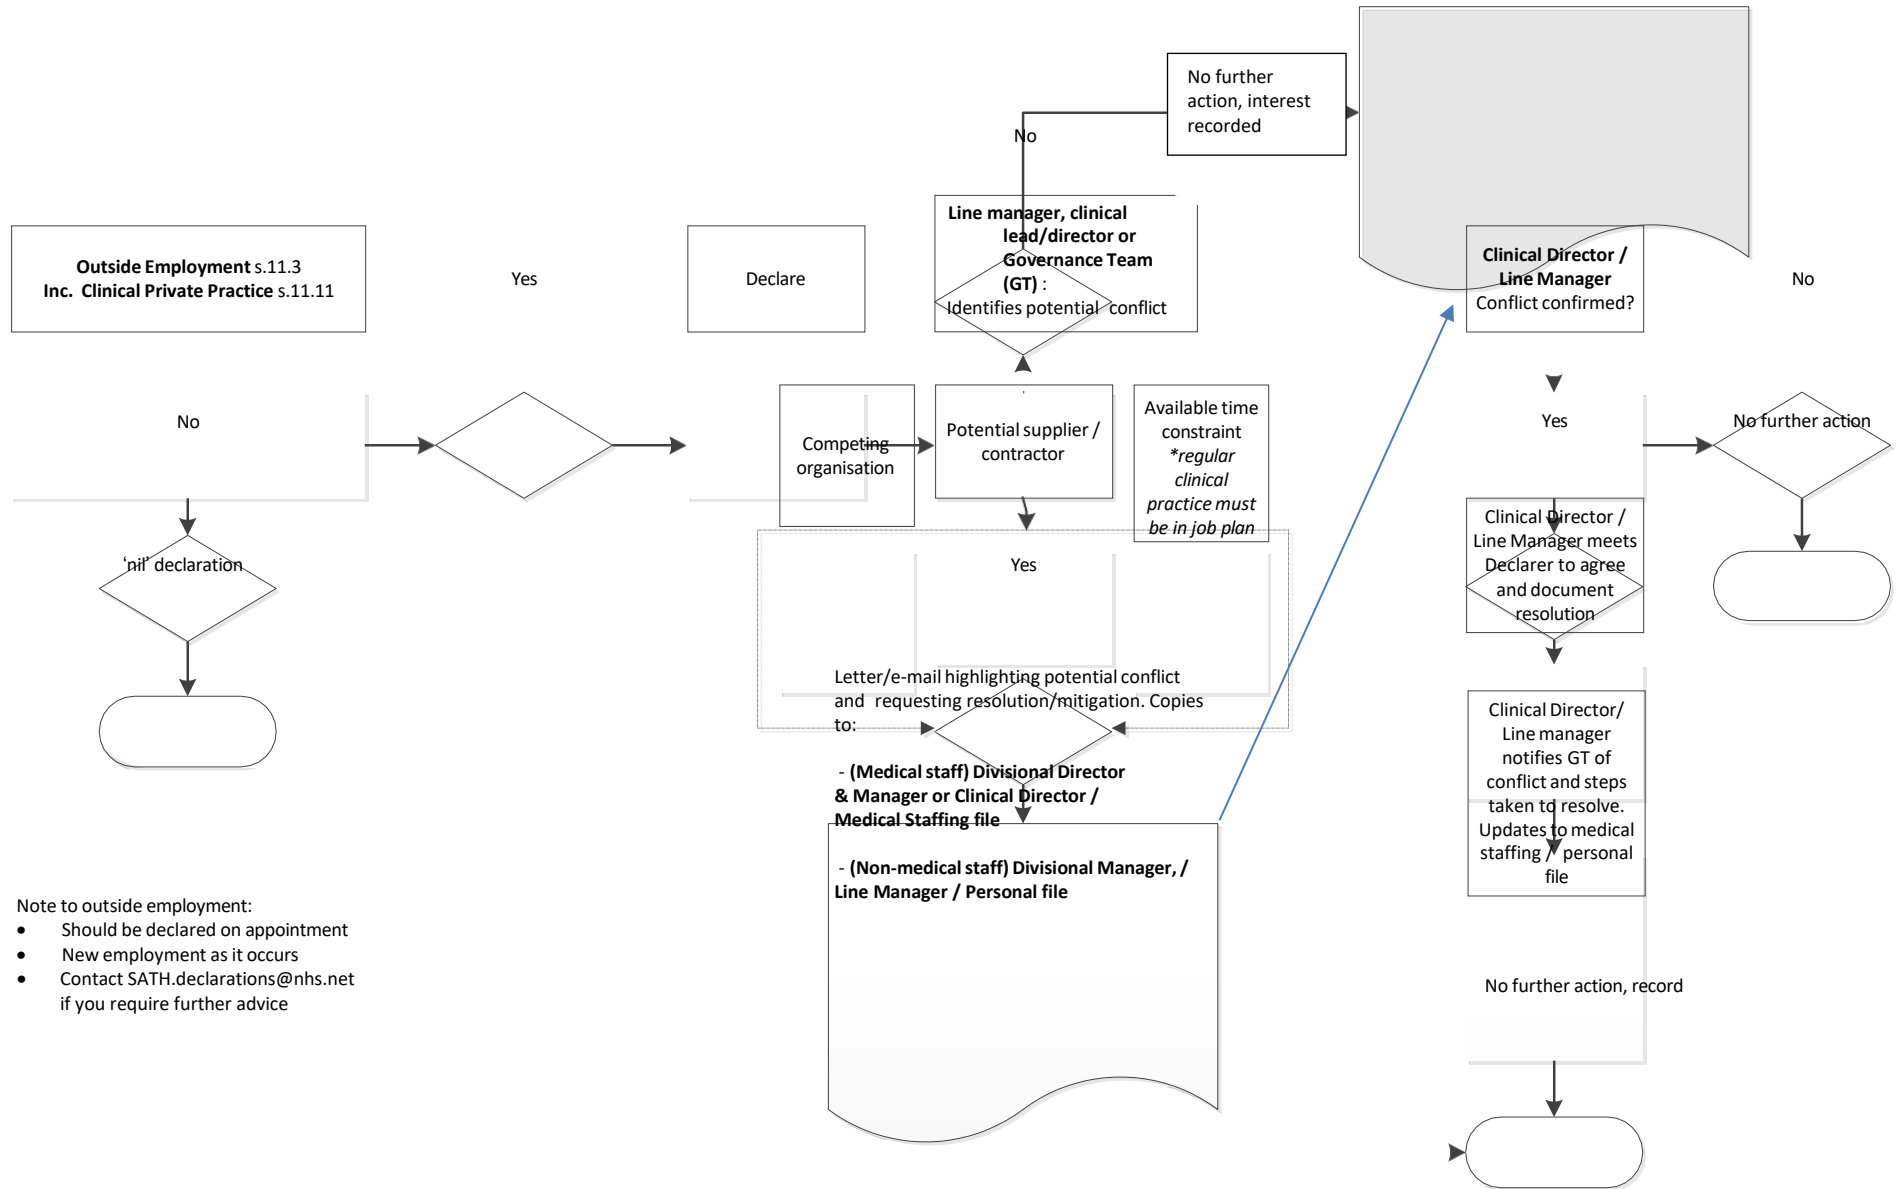 No further
action, interest
recorded
No
Line manager, clinical
lead/director or
Governance Team
(GT) :
Identifies potential conflict
Outside Employment s.11.3
Inc. Clinical Private Practice s.11.11
Yes
Declare
Clinical Director /
Line Manager
Conflict confirmed?
No
No
Competing
organisation
Potential supplier /
contractor
Available time
constraint
*regular
clinical
practice must
be in job plan
Yes
No further action
'nil' declaration
Yes
Clinical Director /
Line Manager meets
Declarer to agree
and document
resolution
Letter/e-mail highlighting potential conflict
and requesting resolution/mitigation. Copies
to:
- (Medical staff) Divisional Director
& Manager or Clinical Director /
Medical Staffing file
- (Non-medical staff) Divisional Manager, /
Line Manager / Personal file
Clinical Director/
Line manager
notifies GT of
conflict and steps
taken to resolve.
Updates to medical
staffing / personal
file
Note to outside employment:
• Should be declared on appointment
• New employment as it occurs
• Contact SATH.declarations@nhs.net
if you require further advice
No further action, record